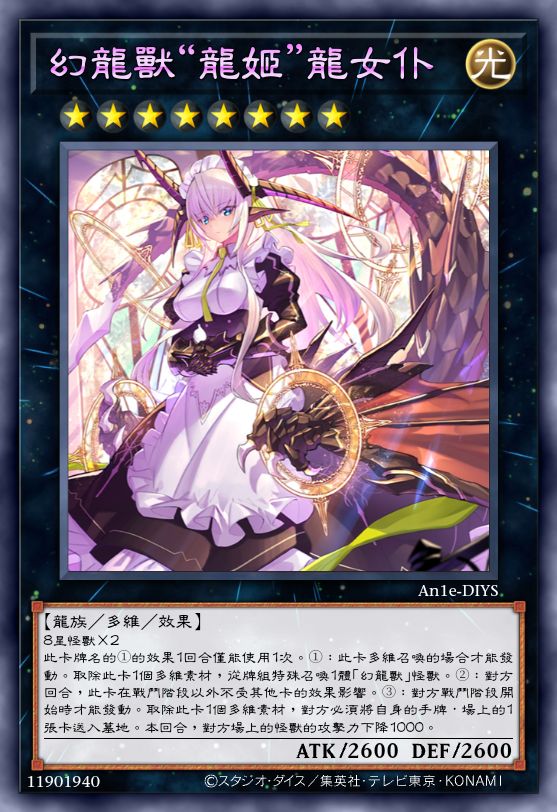 幻龍獸“龍姬”龍女仆
光
An1e-DIYS
【龍族／多維／效果】
8星怪獸×2
此卡牌名的①的效果1回合僅能使用1次。①：此卡多維召喚的場合才能發
動。取除此卡1個多維素材，從牌組特殊召喚1體「幻龍獸」怪獸。②：對方
回合，此卡在戰鬥階段以外不受其他卡的效果影響。③：對方戰鬥階段開
始時才能發動。取除此卡1個多維素材，對方必須將自身的手牌‧場上的1
張卡送入墓地。本回合，對方場上的怪獸的攻擊力下降1000。
ATK/2600 DEF/2600
11901940
©スタジオ・ダイス／集英社・テレビ東京・KONAMI